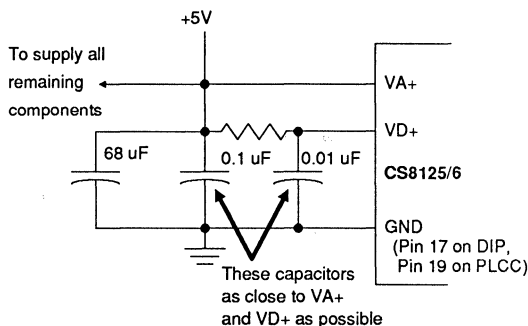 +5V
To supply all
remaining
components
VA+
VD+
68 uF
0.1 uF
0.01 uF
CS8125/6
GND
(Pin 17 on DIP,
Pin 19 on PLCC)
These capacitors
as close to VA+
and VD+ as possible